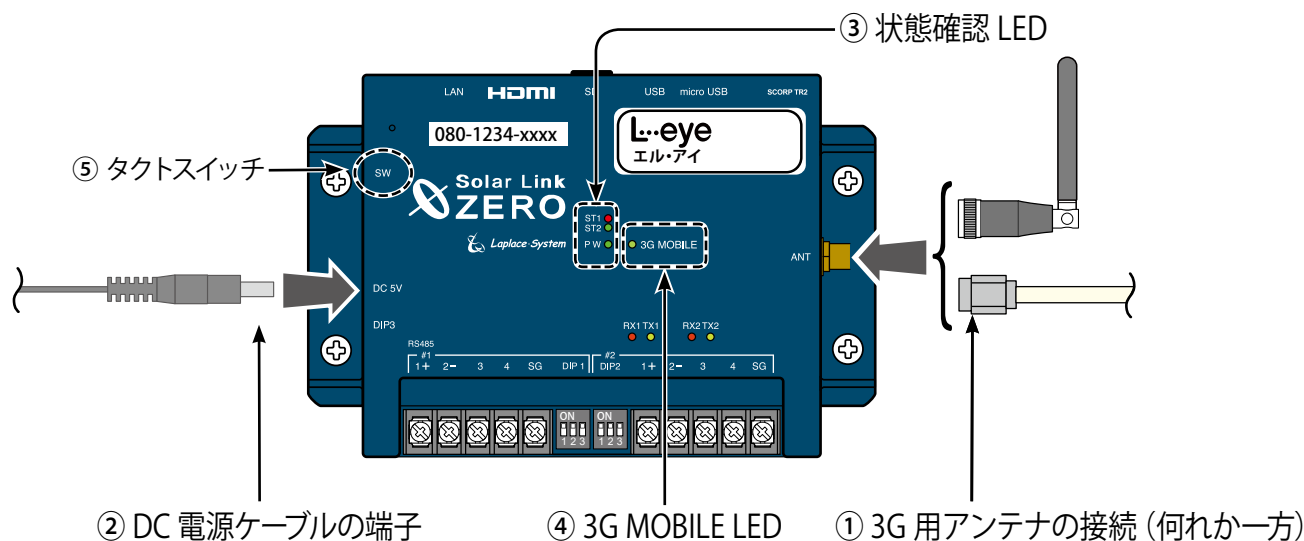 ③ 状態確認 LED
LAN HDMI SD USB micro USB SCORP TR2
080-1234-xxxx
L・・・eye
エル・アイ
⑤ タクトスイッチ
SW
Solar Link
ZERO
Laplace System
ST1
ST2
PW
3G MOBILE
ANT
DC 5V
DIP3
RX1 TX1 RX2 TX2
RS485
#1 #2
1+ 2− 3 4 SG DIP 1 DIP2 1+ 2− 3 4 SG
ON ON
1 2 3 1 2 3
② DC 電源ケーブルの端子
④ 3G MOBILE LED
① 3G 用アンテナの接続（何れか一方）